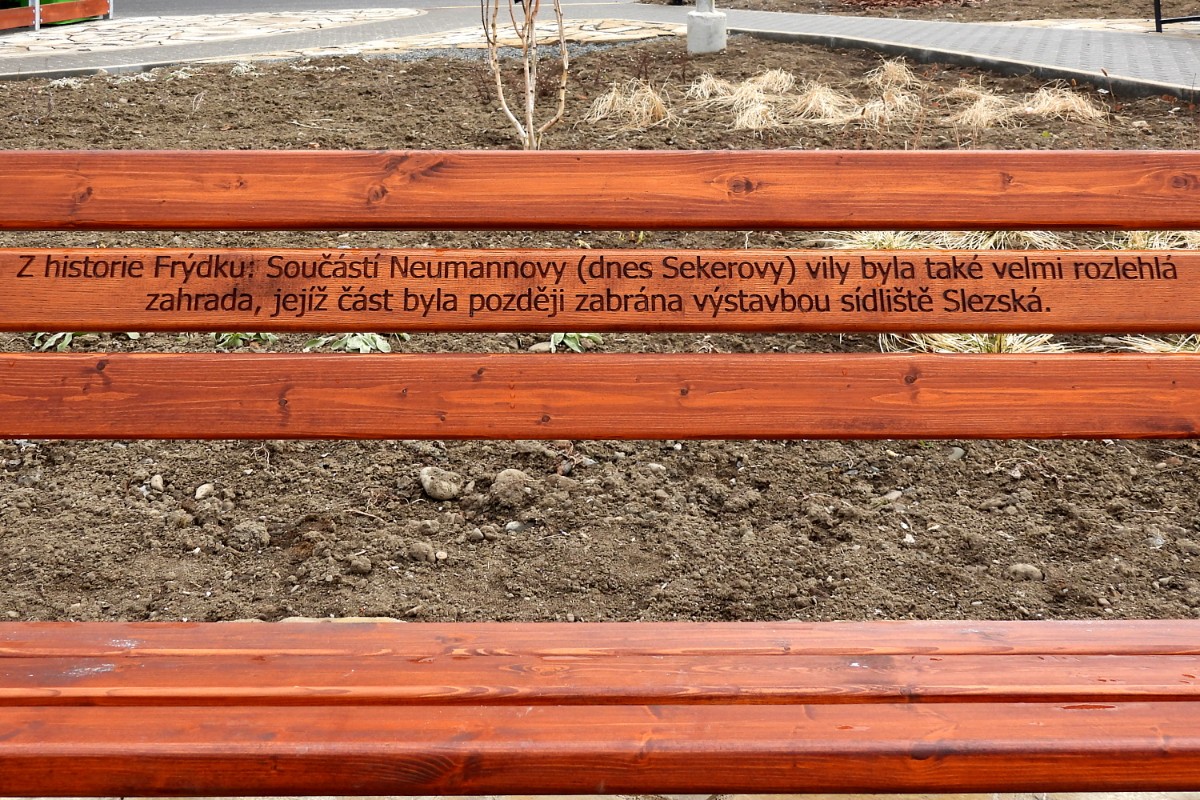 Z historie Frýdku: Součástí Neumannovy (dnes Sekerovy) vily byla také velmi rozlehlá
zahrada, jejíž část byla později zabrána výstavbou sídliště Slezská.